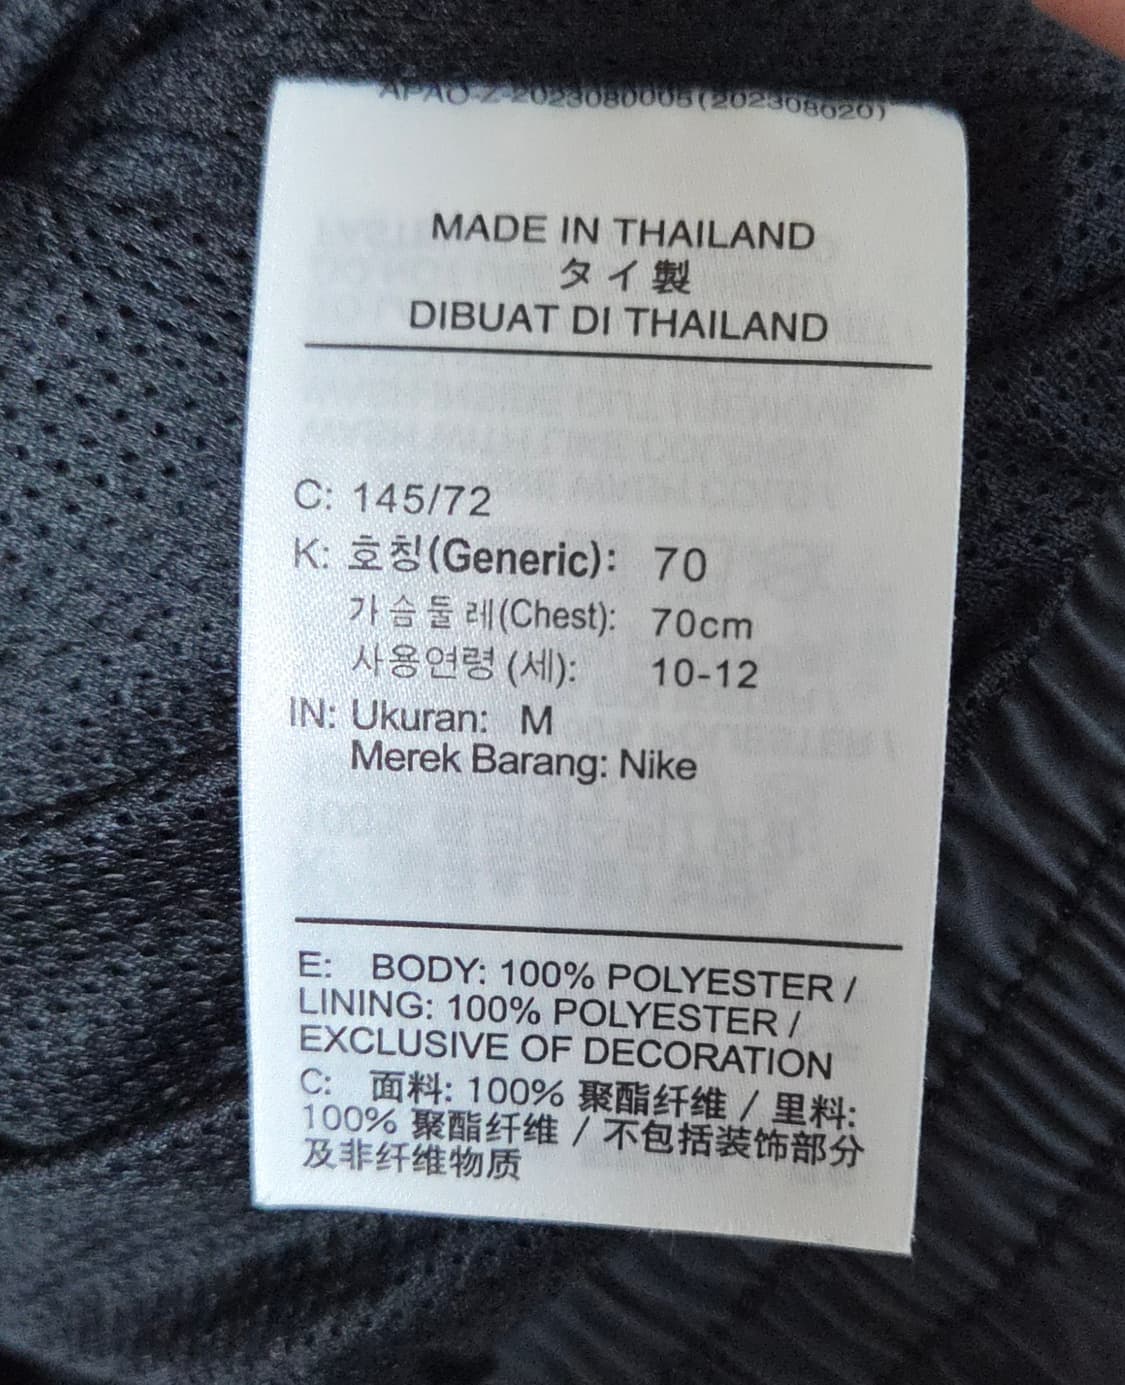 APAO-Z-2023080005(202308020)
MADE IN THAILAND
タイ製
DIBUAT DI THAILAND
C: 145/72
K: 호칭(Generic): 70
가슴둘레(Chest): 70cm
사용연령(세): 10-12
IN: Ukuran: M
Merek Barang: Nike
E: BODY: 100% POLYESTER /
LINING: 100% POLYESTER /
EXCLUSIVE OF DECORATION
C: 面料: 100% 聚酯纤维 / 里料:
100% 聚酯纤维 / 不包括装饰部分
及非纤维物质